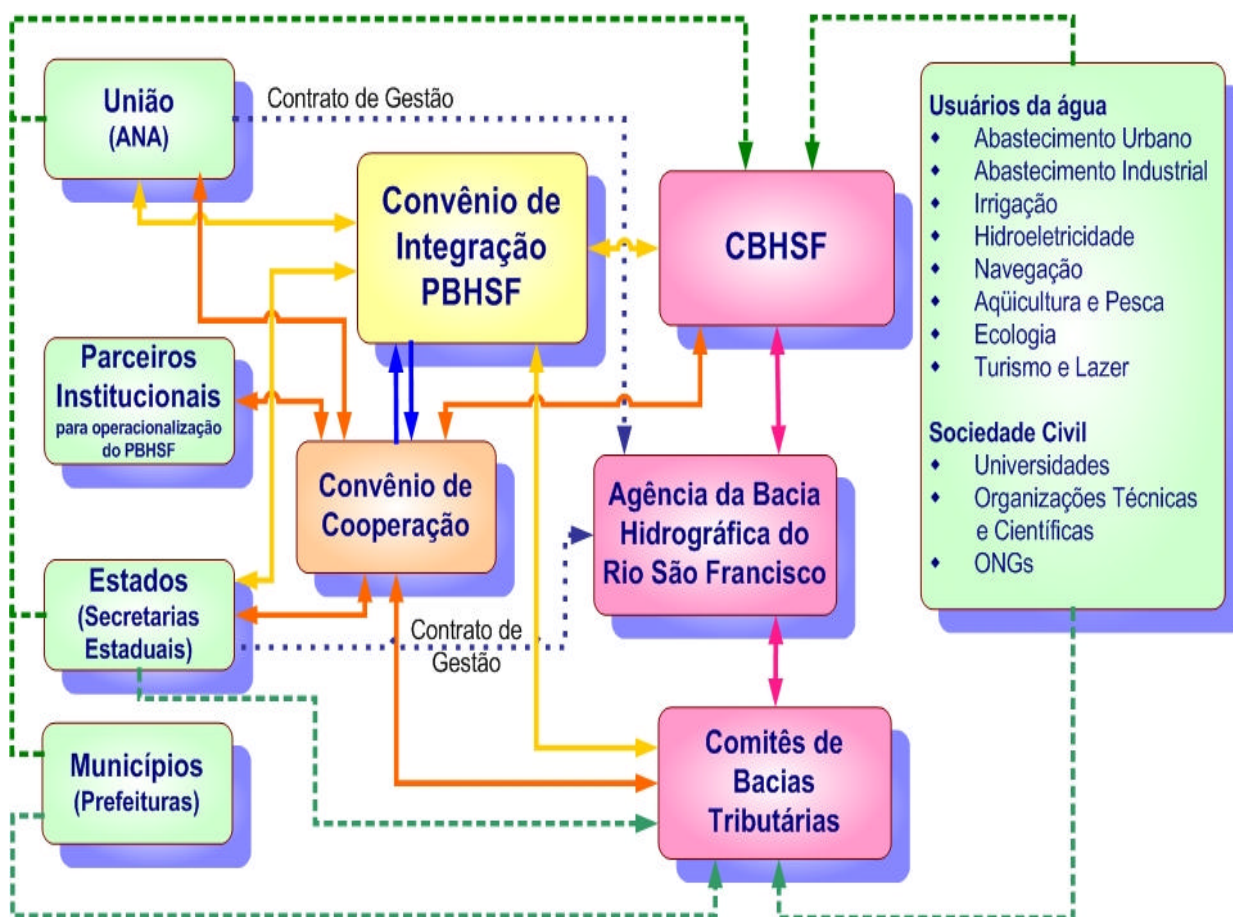 União
(ANA)
Contrato de Gestão
Convênio de
Integração
PBHSF
CBHSF
Usuários da água
Abastecimento Urbano
Abastecimento Industrial
Irrigação
Hidroeletricidade
Navegação
Aqüicultura e Pesca
Ecologia
Turismo e Lazer
Sociedade Civil
Universidades
Organizações Técnicas
e Científicas
ONGs
Parceiros
Institucionais
para operacionalização
do PBHSF
Convênio de
Cooperação
Agência da Bacia
Hidrográfica do
Rio São Francisco
Estados
(Secretarias
Estaduais)
Contrato de
Gestão
Municípios
(Prefeituras)
Comitês de
Bacias
Tributárias